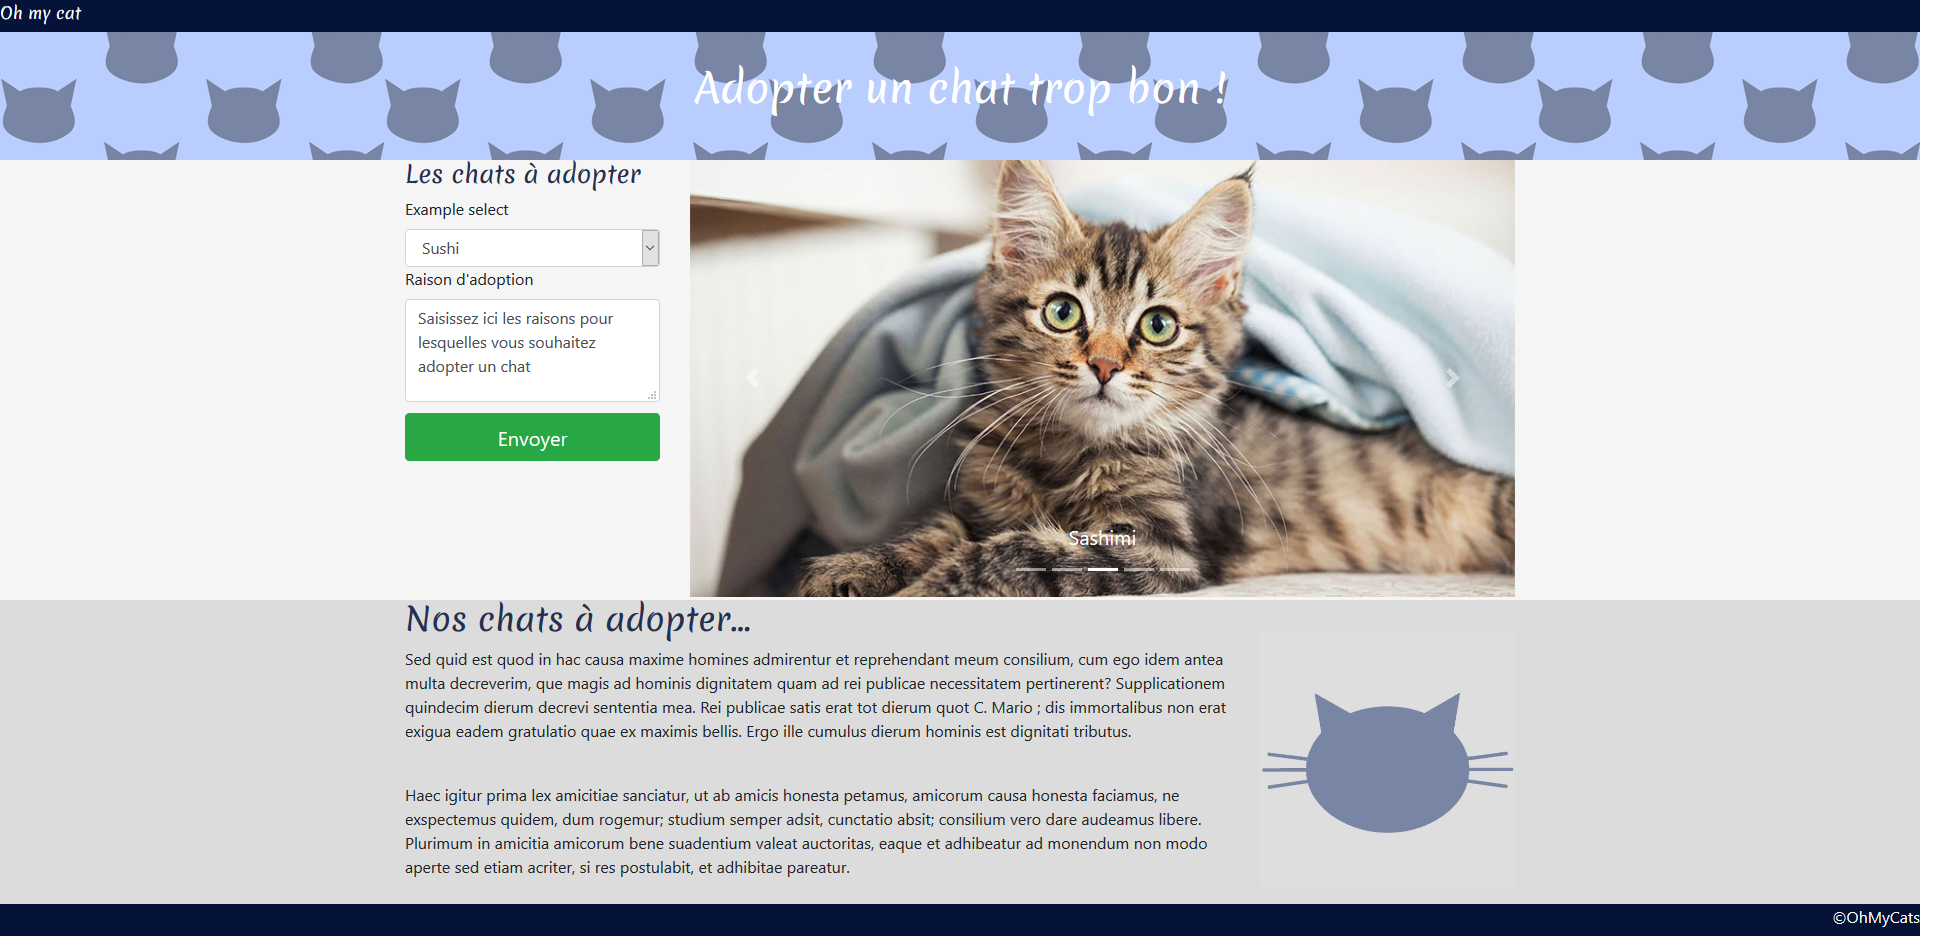 Oh my cat
Adopter un chat trop bon !
Les chats à adopter
Example select
Sushi
Raison d'adoption
Saisissez ici les raisons pour
lesquelles vous souhaitez
adopter un chat
Envoyer
Sashimi
Nos chats à adopter...
Sed quid est quod in hac causa maxime homines admirentur et reprehendant meum consilium, cum ego idem antea
multa decreverim, que magis ad hominis dignitatem quam ad rei publicae necessitatem pertinerent? Supplicationem
quindecim dierum decrevi sententia mea. Rei publicae satis erat tot dierum quot C. Mario ; dis immortalibus non erat
exigua eadem gratulatio quae ex maximis bellis. Ergo ille cumulus dierum hominis est dignitati tributus.
Haec igitur prima lex amicitiae sanciatur, ut ab amicis honesta petamus, amicorum causa honesta faciamus, ne
exspectemus quidem, dum rogemur; studium semper adsit, cunctatio absit; consilium vero dare audeamus libere.
Plurimum in amicitia amicorum bene suadentium valeat auctoritas, eaque et adhibeatur ad monendum non modo
aperte sed etiam acriter, si res postulabit, et adhibitae pareatur.
©OhMyCats